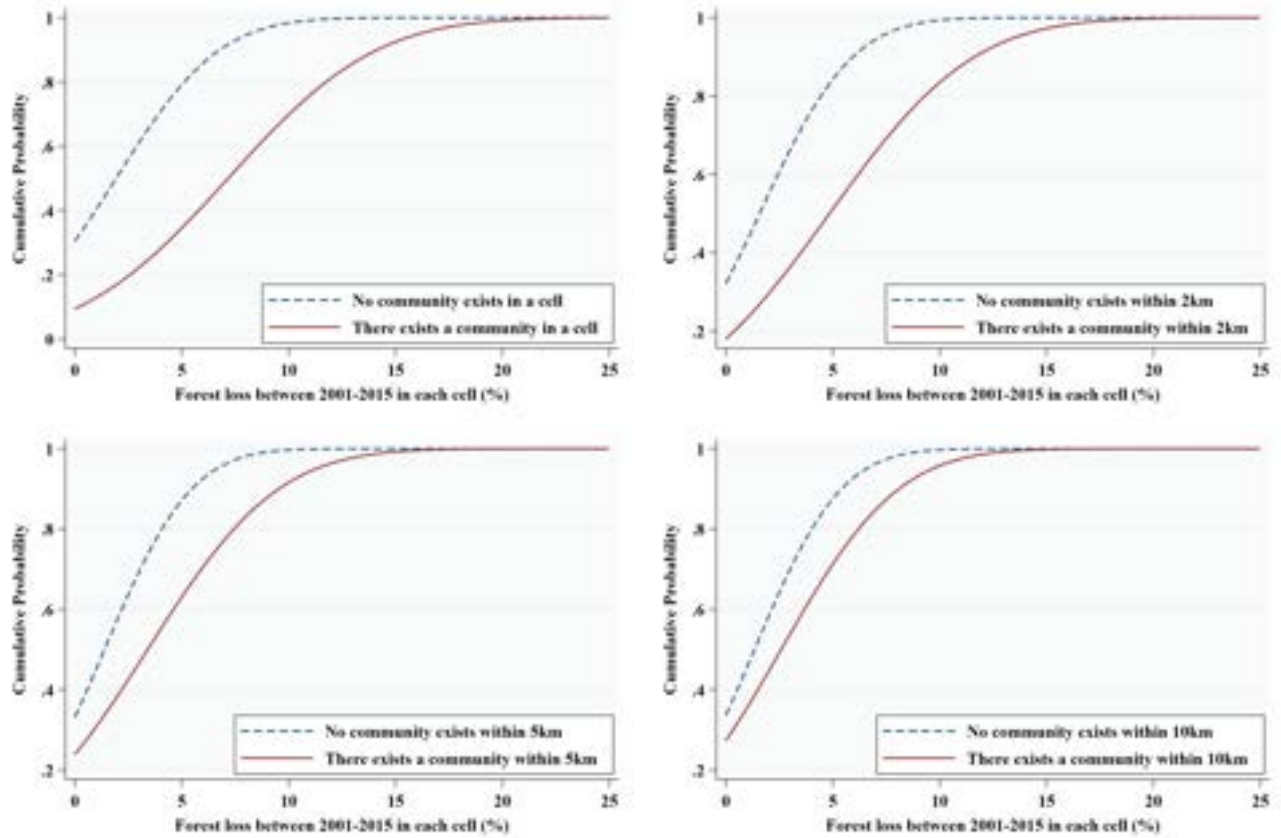 Cumulative Probability
1
.8
.6
.4
.2
0
No community exists in a cell
There exists a community in a cell
0 5 10 15 20 25
Forest loss between 2001-2015 in each cell (%)
Cumulative Probability
1
.8
.6
.4
.2
No community exists within 2km
There exists a community within 2km
0 5 10 15 20 25
Forest loss between 2001-2015 in each cell (%)
Cumulative Probability
1
.8
.6
.4
.2
No community exists within 5km
There exists a community within 5km
0 5 10 15 20 25
Forest loss between 2001-2015 in each cell (%)
Cumulative Probability
1
.8
.6
.4
.2
No community exists within 10km
There exists a community within 10km
0 5 10 15 20 25
Forest loss between 2001-2015 in each cell (%)